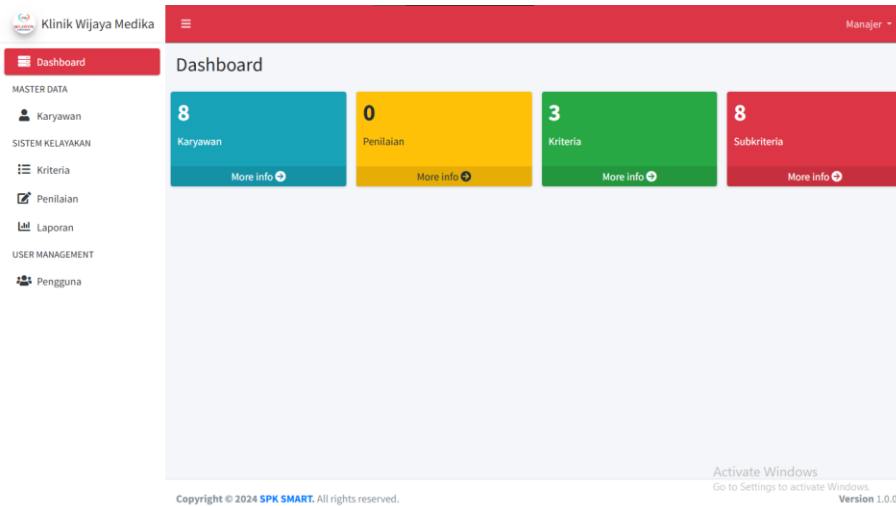 Klinik Wijaya Medika
Manajer
Dashboard
MASTER DATA
Karyawan
SISTEM KELAYAKAN
Kriteria
Penilaian
Laporan
USER MANAGEMENT
Pengguna
Dashboard
8
Karyawan
More info
0
Penilaian
More info
3
Kriteria
More info
8
Subkriteria
More info
Activate Windows
Go to Settings to activate Windows.
Copyright © 2024 SPK SMART. All rights reserved.
Version 1.0.0